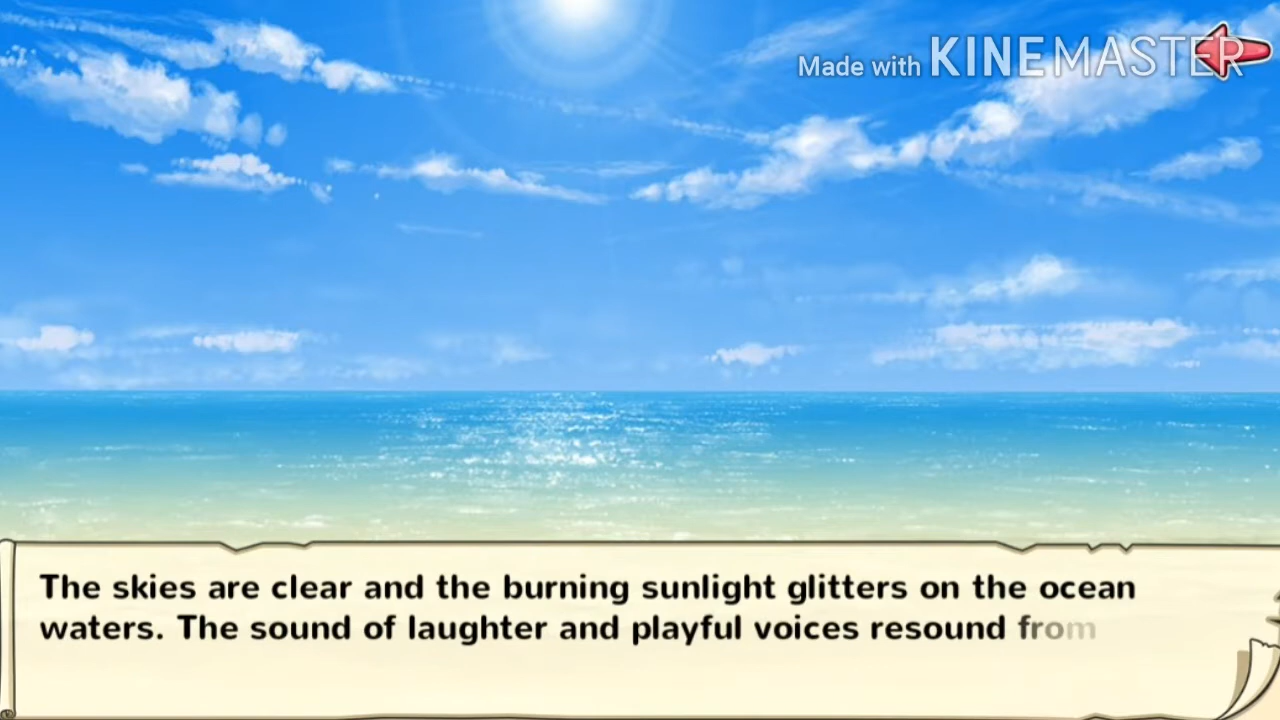 Made with KINEMASTER
The skies are clear and the burning sunlight glitters on the ocean
waters. The sound of laughter and playful voices resound from